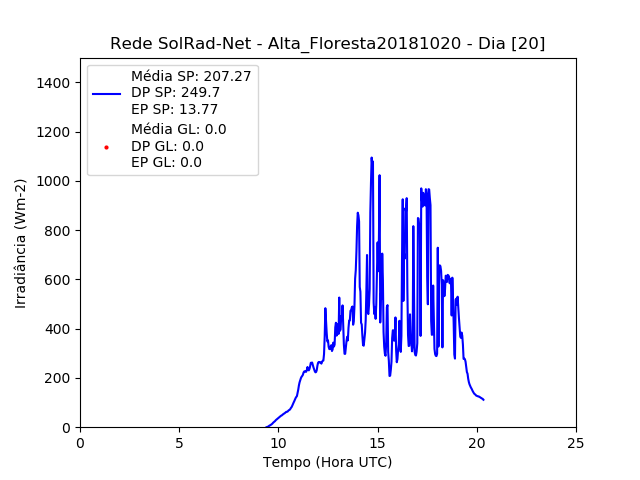 Rede SolRad-Net - Alta_Floresta20181020 - Dia [20]
Média SP: 207.27
DP SP: 249.7
EP SP: 13.77
Média GL: 0.0
DP GL: 0.0
EP GL: 0.0
1400
1200
1000
800
600
400
200
0
Irradiância (Wm-2)
0 5 10 15 20 25
Tempo (Hora UTC)